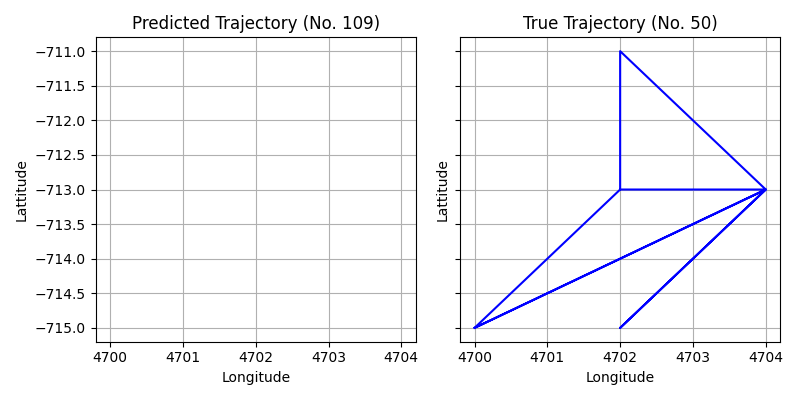 Predicted Trajectory (No. 109)
True Trajectory (No. 50)
−711.0
−711.5
−712.0
−712.5
−713.0
−713.5
−714.0
−714.5
−715.0
Lattitude
Lattitude
4700 4701 4702 4703 4704
4700 4701 4702 4703 4704
Longitude
Longitude